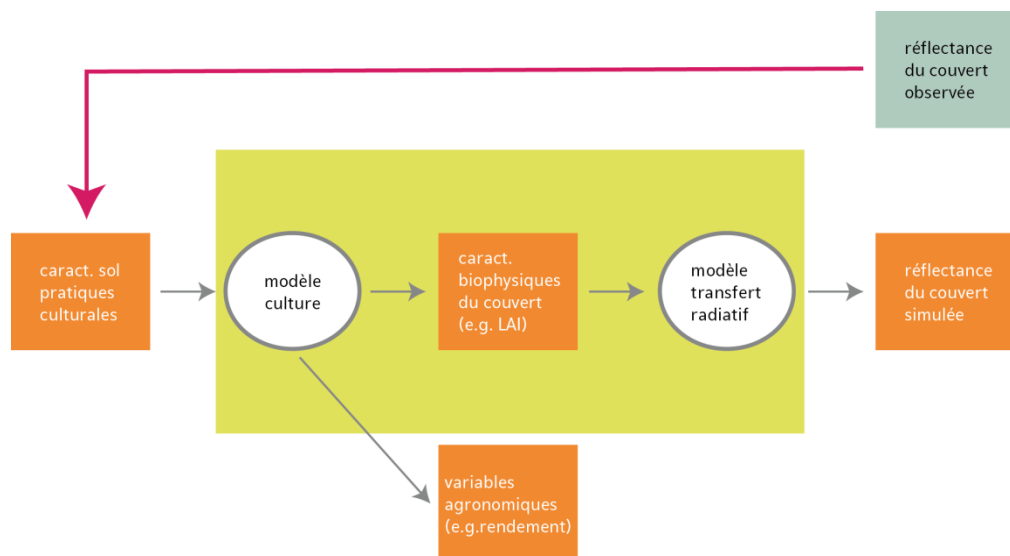 réflectance
du couvert
observée
caract. sol
pratiques
culturales
modèle
culture
caract.
biophysiques
du couvert
(e.g. LAI)
modèle
transfert
radiatif
réflectance
du couvert
simulée
variables
agronomiques
(e.g.rendement)